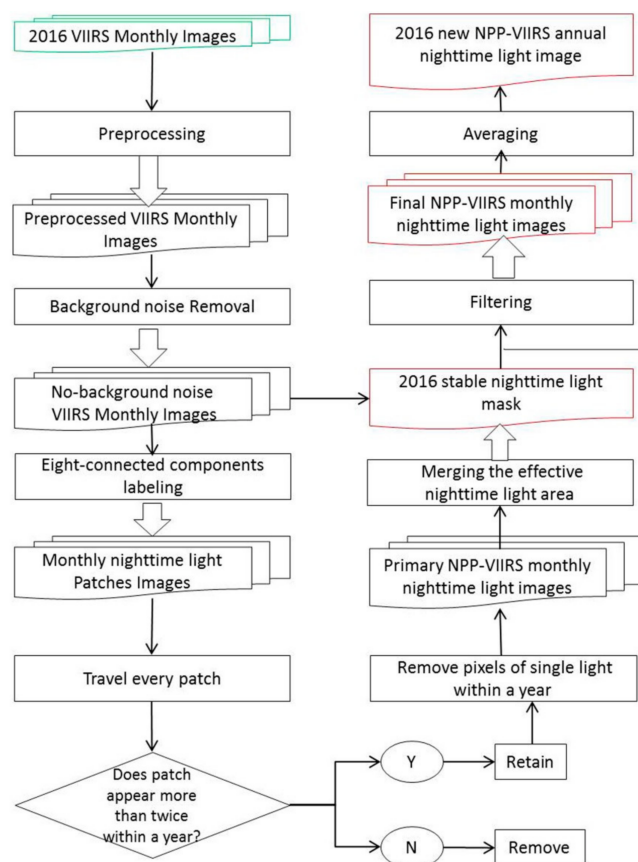 2016 VIIRS Monthly Images
Preprocessing
Preprocessed VIIRS Monthly
Images
Background noise Removal
No-background noise
VIIRS Monthly Images
Eight-connected components
labeling
Monthly nighttime light
Patches Images
Travel every patch
Does patch
appear more
than twice
within a year?
Y
Retain
N
Remove
Remove pixels of single light
within a year
Primary NPP-VIIRS monthly
nighttime light images
Merging the effective
nighttime light area
2016 stable nighttime light
mask
Filtering
Final NPP-VIIRS monthly
nighttime light images
Averaging
2016 new NPP-VIIRS annual
nighttime light image